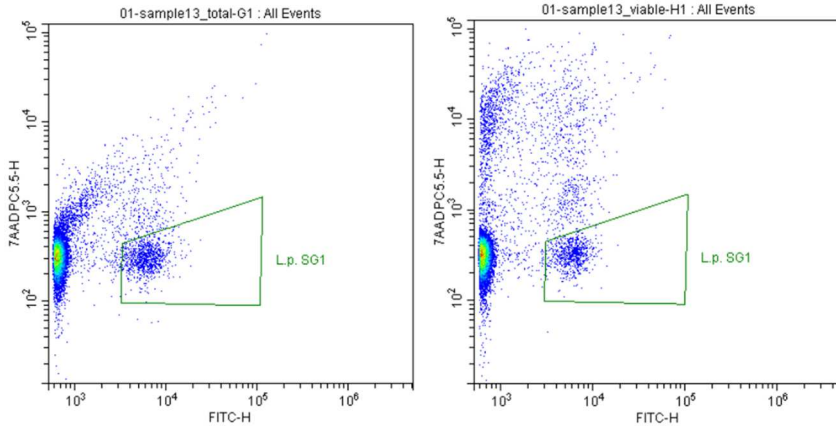 01-sample13_total-G1 : All Events
7AADPC5.5-H
10^5
10^4
10^3
10^2
L.p. SG1
10^3 10^4 10^5 10^6
FITC-H
01-sample13_viable-H1 : All Events
7AADPC5.5-H
10^5
10^4
10^3
10^2
L.p. SG1
10^3 10^4 10^5 10^6
FITC-H